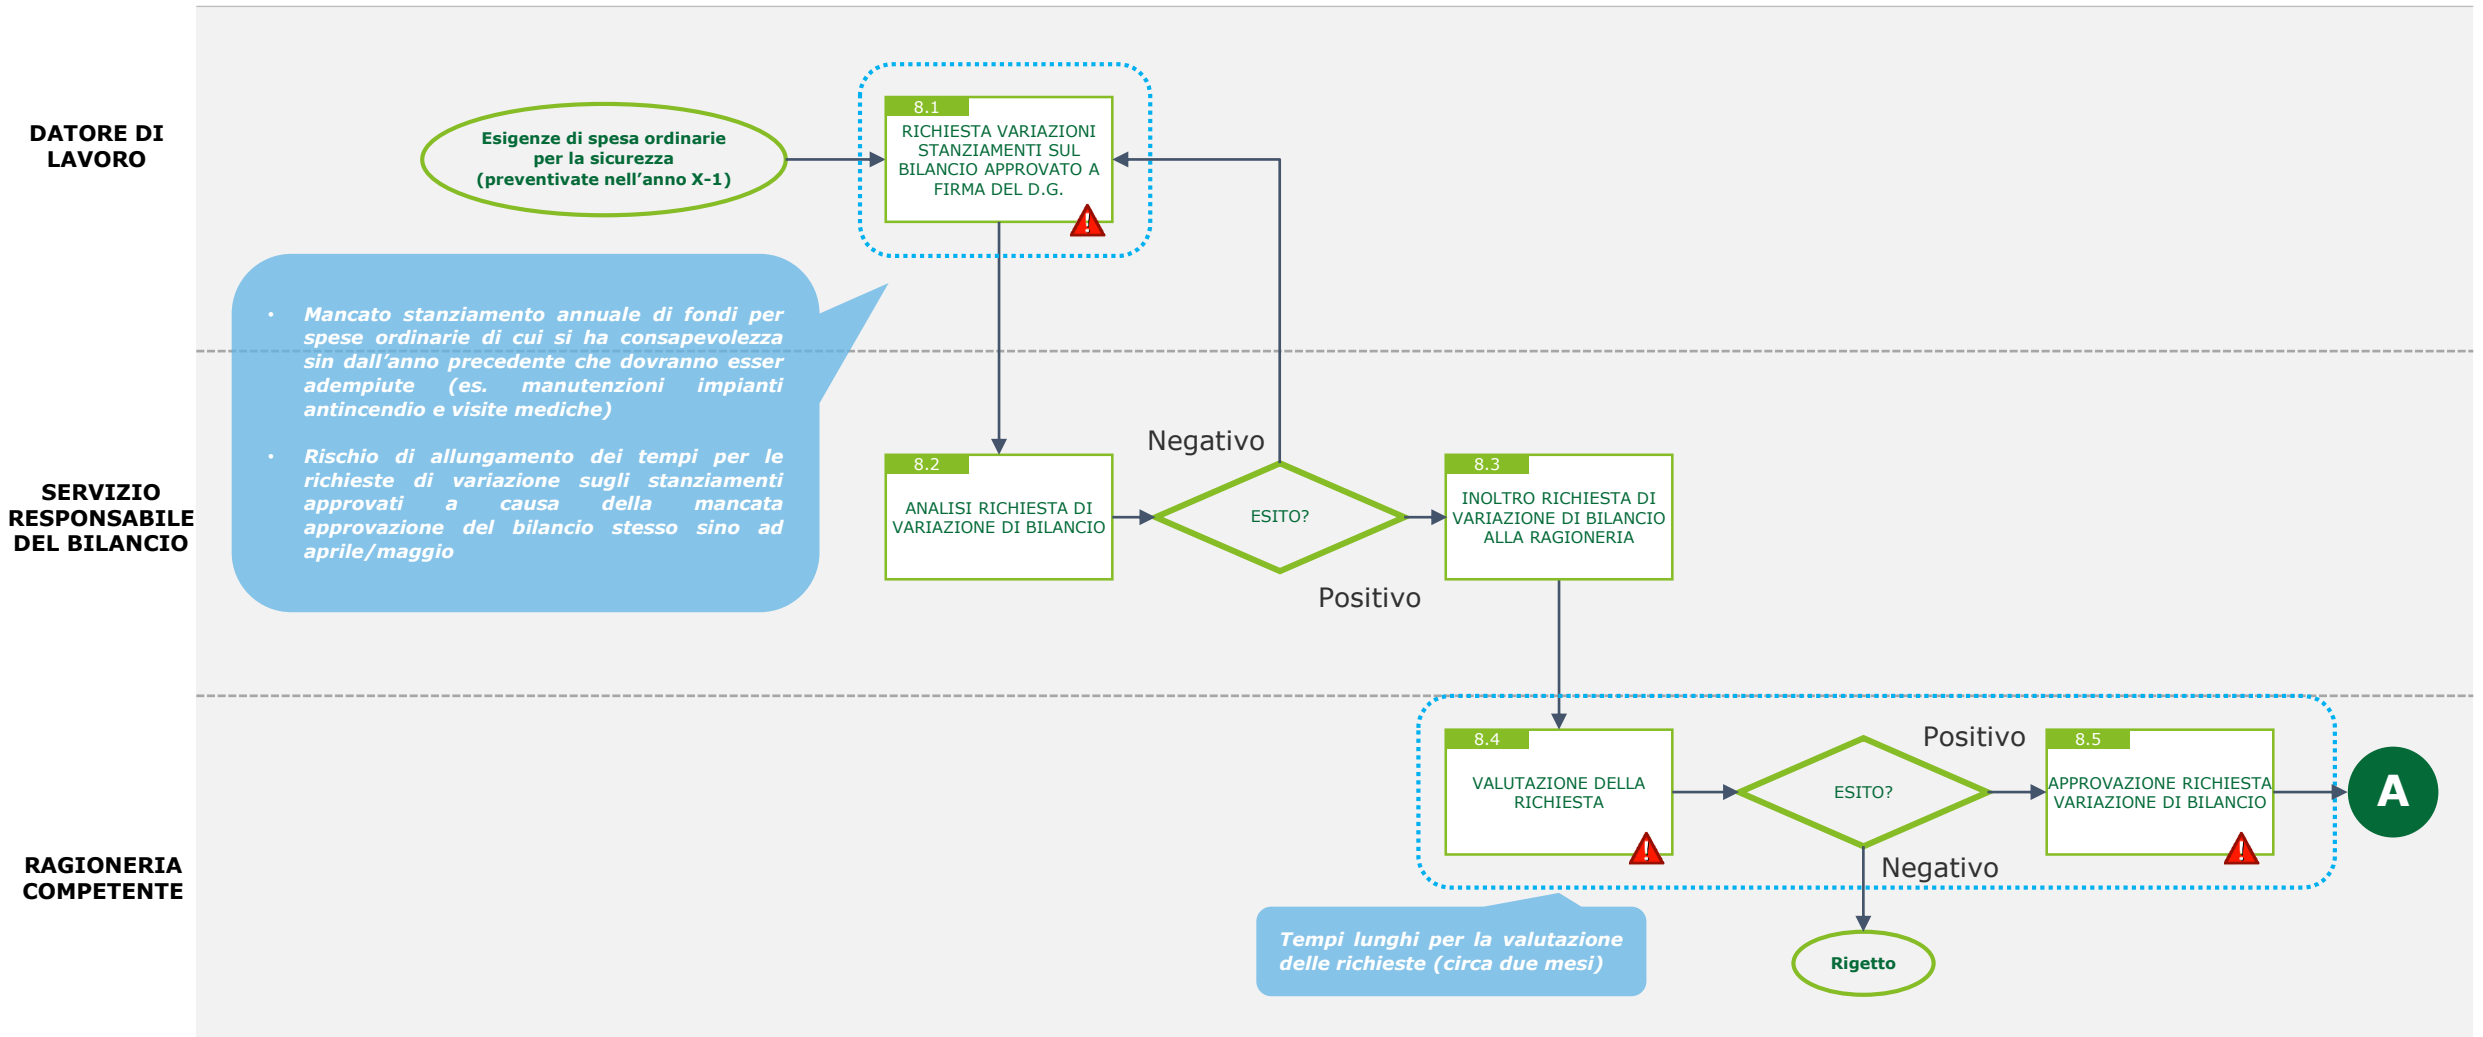 DATORE DI
LAVORO
Esigenze di spesa ordinarie
per la sicurezza
(preventivate nell’anno X-1)
8.1
RICHIESTA VARIAZIONI
STANZIAMENTI SUL
BILANCIO APPROVATO A
FIRMA DEL D.G.
• Mancato stanziamento annuale di fondi per
spese ordinarie di cui si ha consapevolezza
sin dall’anno precedente che dovranno esser
adempiute (es. manutenzioni impianti
antincendio e visite mediche)
• Rischio di allungamento dei tempi per le
richieste di variazione sugli stanziamenti
approvati a causa della mancata
approvazione del bilancio stesso sino ad
aprile/maggio
SERVIZIO
RESPONSABILE
DEL BILANCIO
8.2
ANALISI RICHIESTA DI
VARIAZIONE DI BILANCIO
Negativo
ESITO?
Positivo
8.3
INOLTRO RICHIESTA DI
VARIAZIONE DI BILANCIO
ALLA RAGIONERIA
RAGIONERIA
COMPETENTE
8.4
VALUTAZIONE DELLA
RICHIESTA
ESITO?
Positivo
Negativo
8.5
APPROVAZIONE RICHIESTA
VARIAZIONE DI BILANCIO
A
Tempi lunghi per la valutazione
delle richieste (circa due mesi)
Rigetto